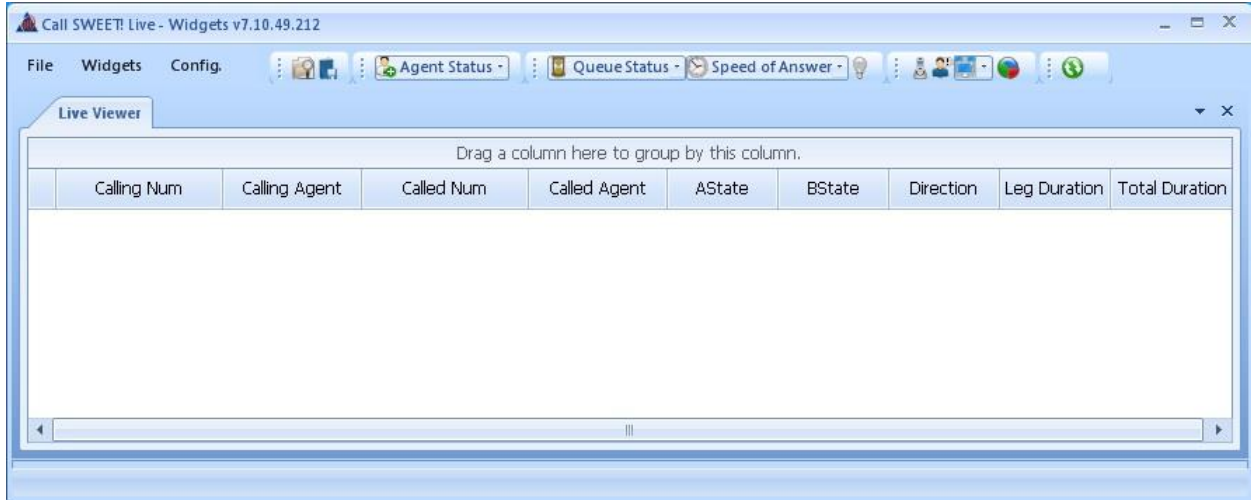 Call SWEET! Live - Widgets v7.10.49.212
File Widgets Config. Agent Status Queue Status Speed of Answer
Live Viewer
Drag a column here to group by this column.
Calling Num Calling Agent Called Num Called Agent AState BState Direction Leg Duration Total Duration